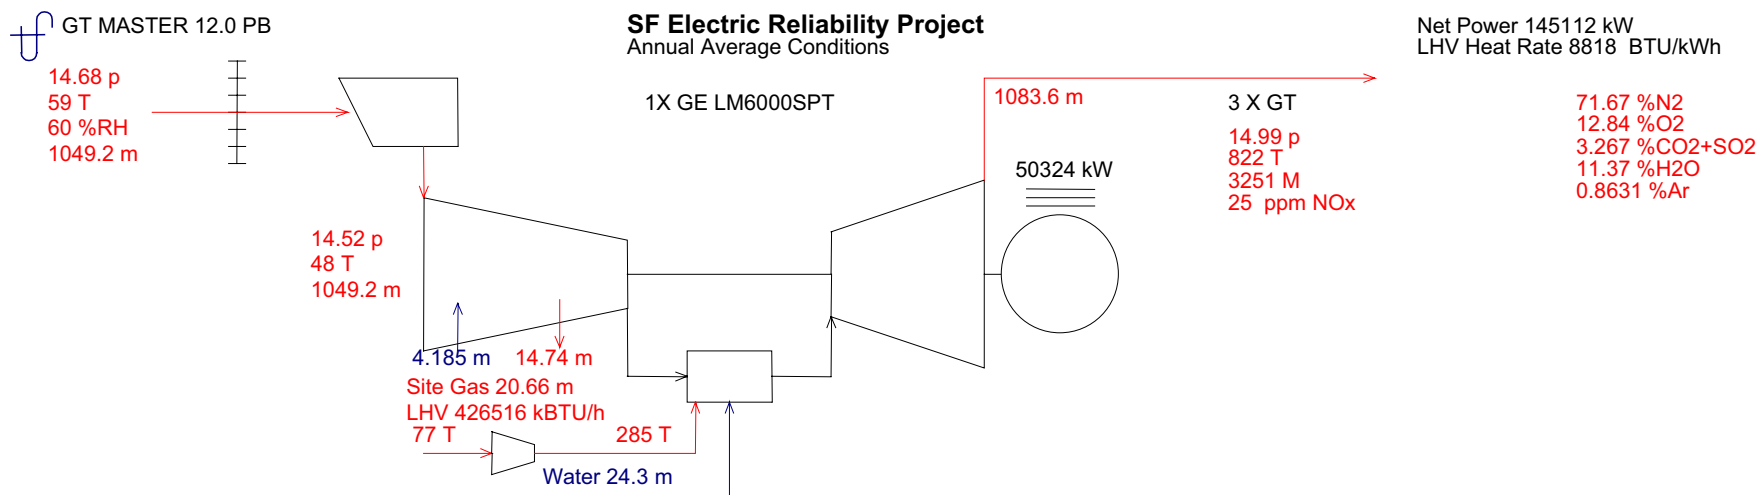 GT MASTER 12.0 PB
SF Electric Reliability Project
Annual Average Conditions
Net Power 145112 kW
LHV Heat Rate 8818  BTU/kWh
14.68 p
59 T
60 %RH
1049.2 m
1X GE LM6000SPT
1083.6 m
3 X GT
14.99 p
822 T
3251 M
25  ppm NOx
71.67 %N2
12.84 %O2
3.267 %CO2+SO2
11.37 %H2O
0.8631 %Ar
50324 kW
14.52 p
48 T
1049.2 m
4.185 m
14.74 m
Site Gas 20.66 m
LHV 426516 kBTU/h
77 T
285 T
Water 24.3 m